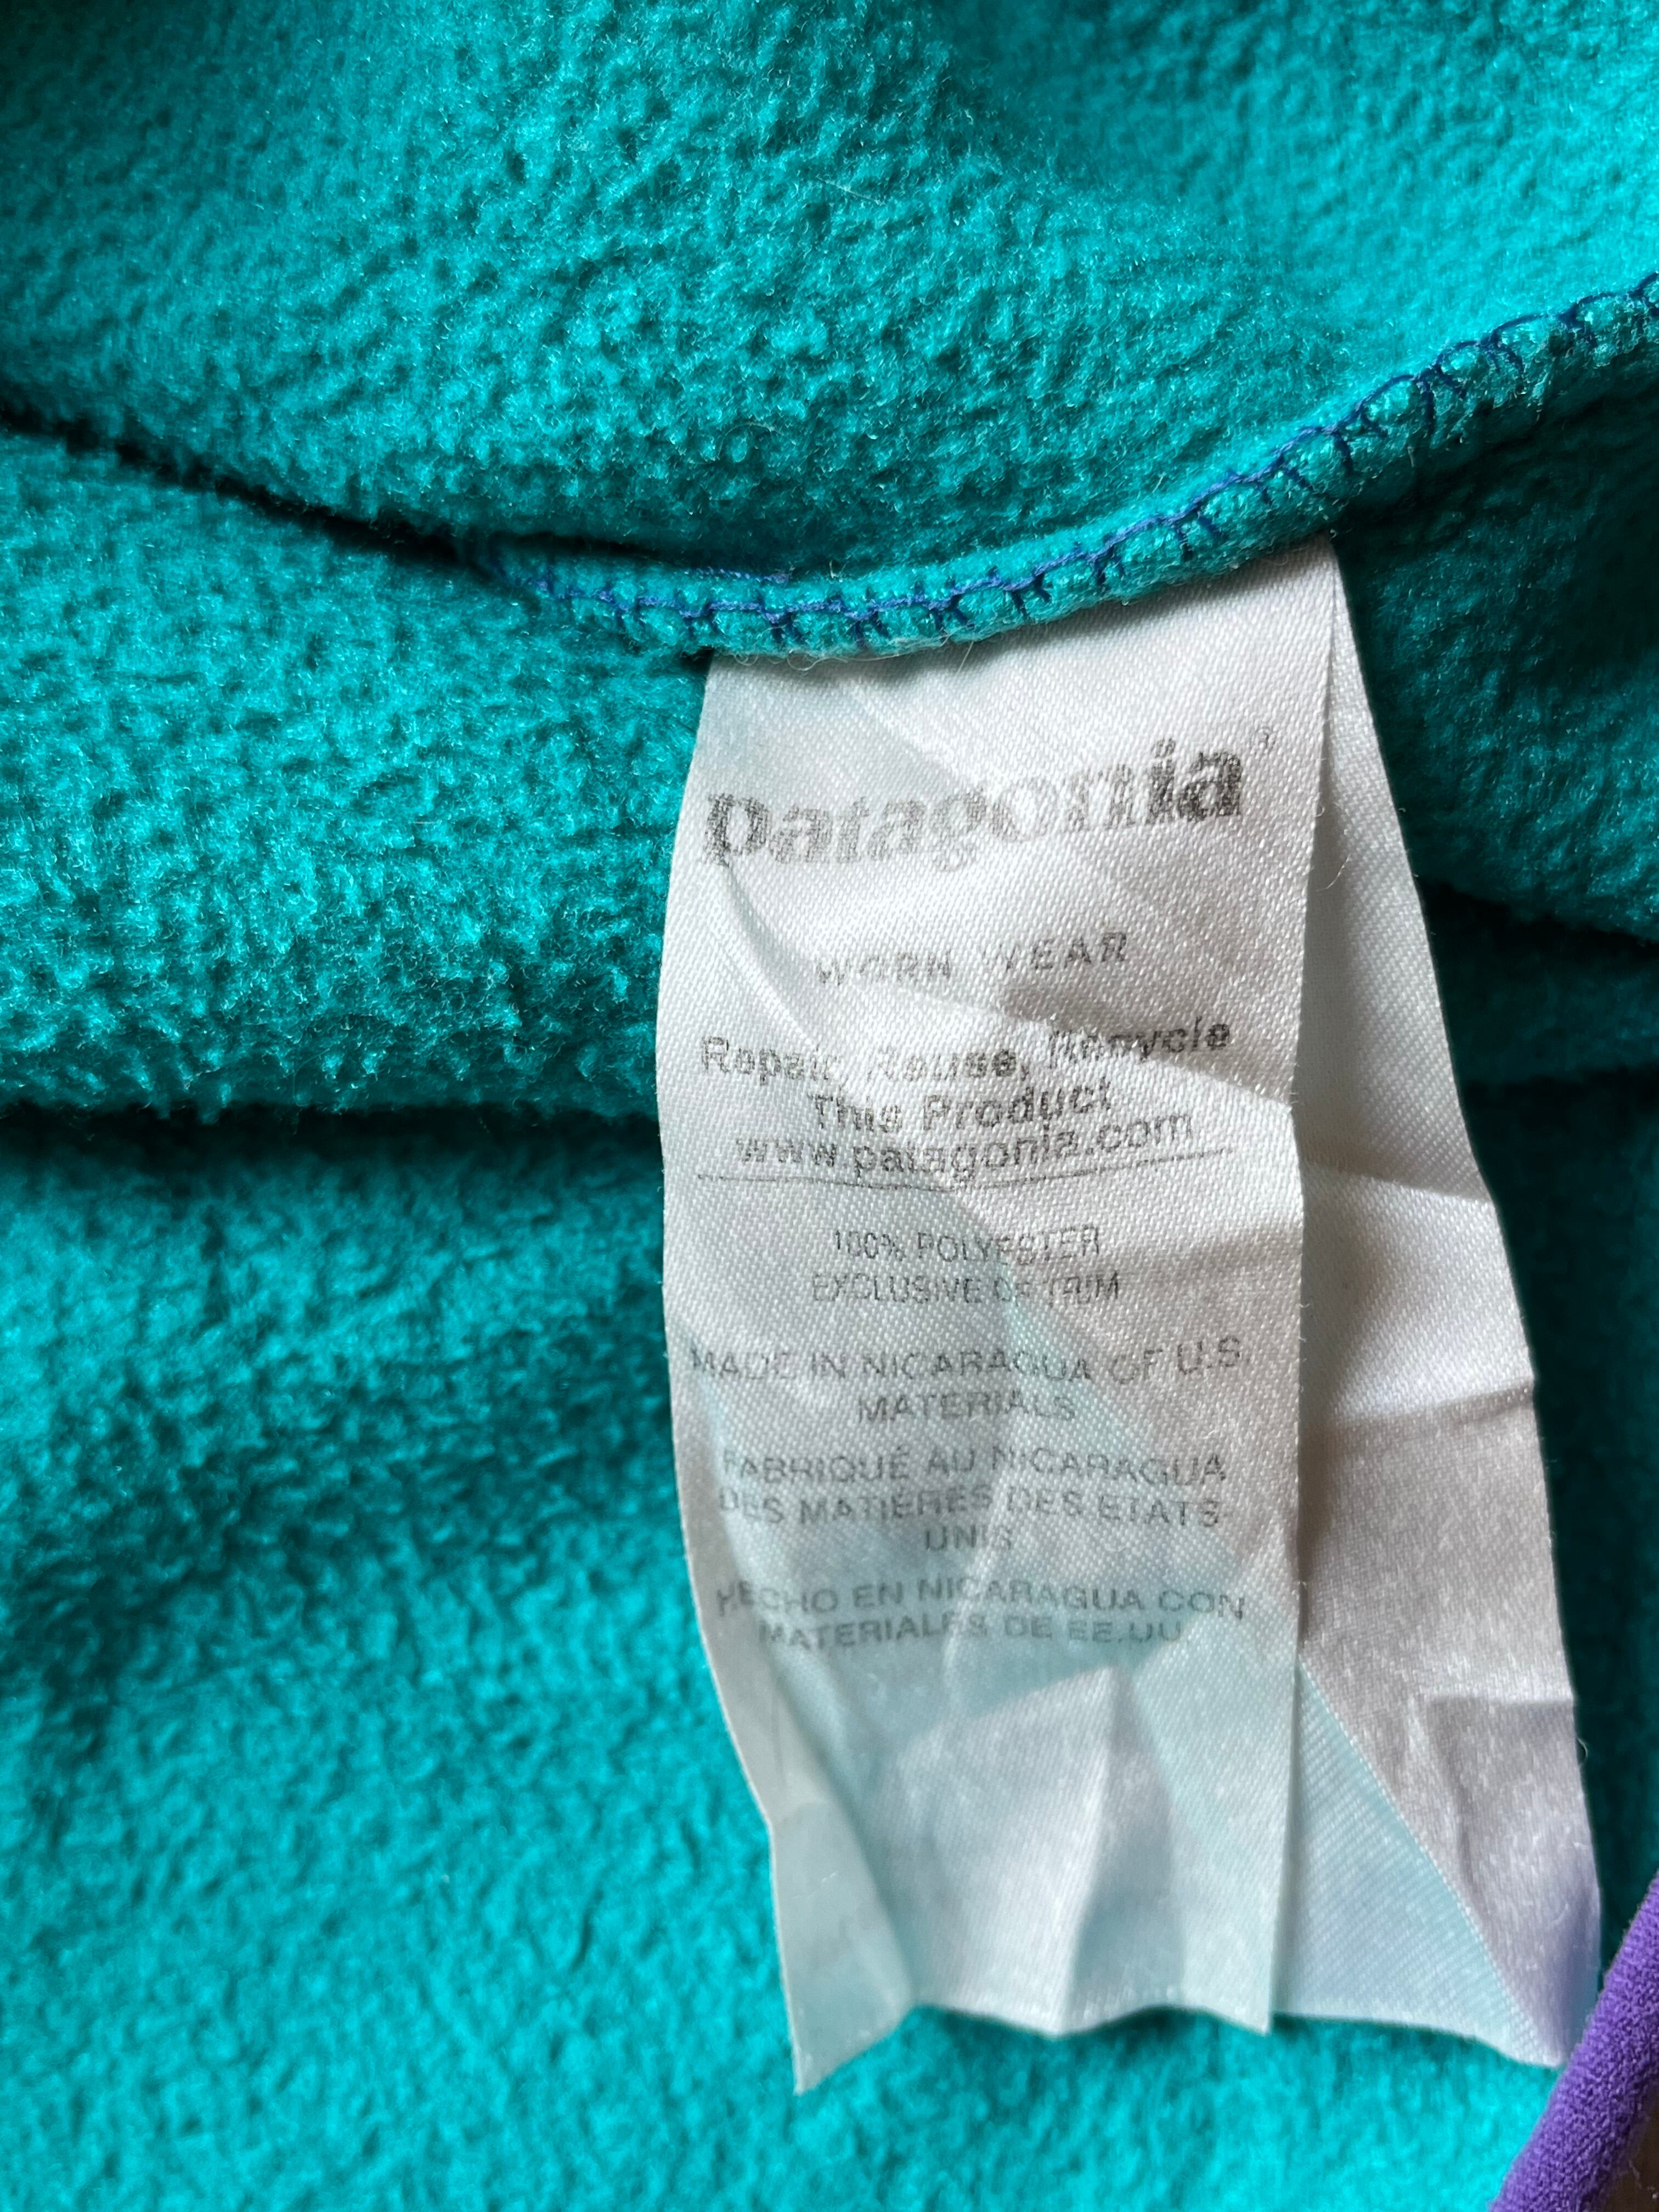 patagonia®
WORN WEAR
Repair, Reuse, Recycle
This Product
www.patagonia.com
100% POLYESTER
EXCLUSIVE OF TRIM
MADE IN NICARAGUA OF U.S.
MATERIALS
FABRIQUÉ AU NICARAGUA
DES MATIÈRES DES ÉTATS-
UNIS
HECHO EN NICARAGUA CON
MATERIALES DE EE.UU